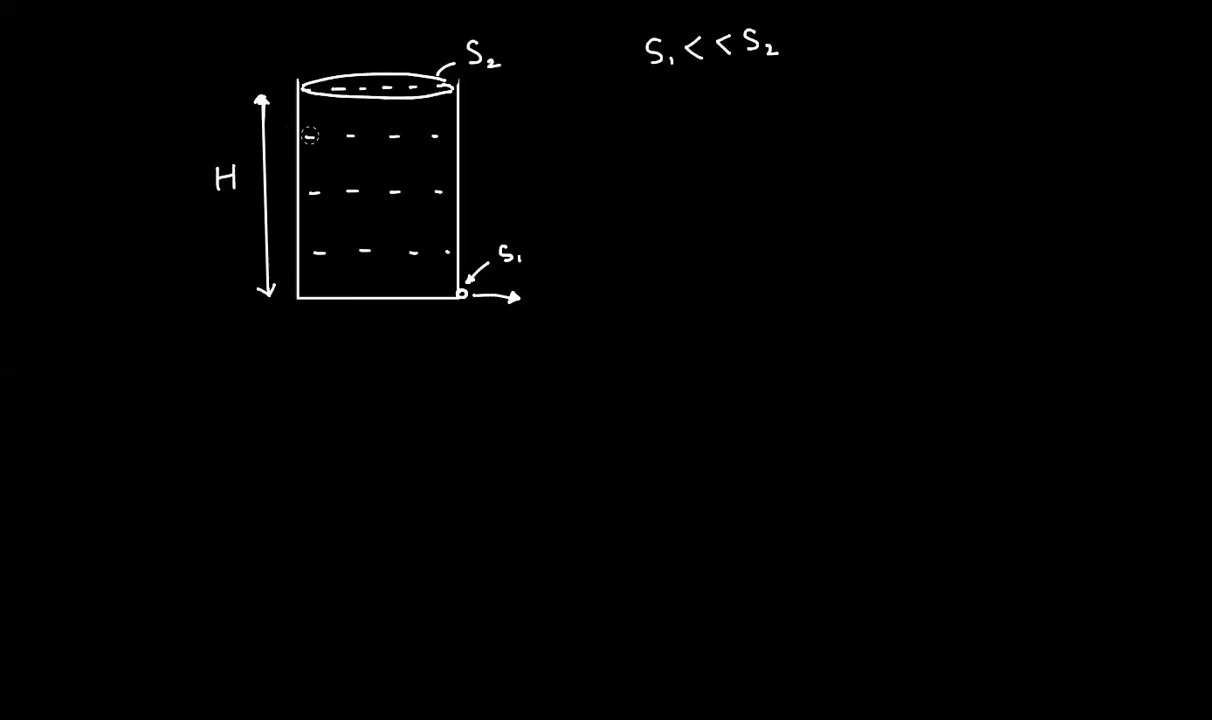 S₂
S₁ < < S₂
H
S₁